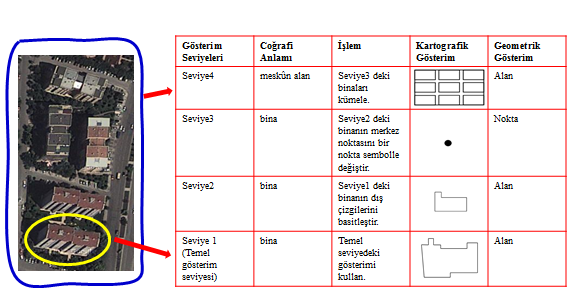 Gösterim Seviyeleri
Coğrafi Anlamı
İşlem
Kartografik Gösterim
Geometrik Gösterim
Seviye4
meskûn alan
Seviye3 deki
binaları
kümele.
Alan
Seviye3
bina
Seviye2 deki
binanın merkez
noktasını bir
nokta sembolle
değiştir.
Nokta
Seviye2
bina
Seviye1 deki
binanın dış
çizgilerini
basitleştir.
Alan
Seviye 1
(Temel
gösterim
seviyesi)
bina
Temel
seviyedeki
gösterimi
kullan.
Alan